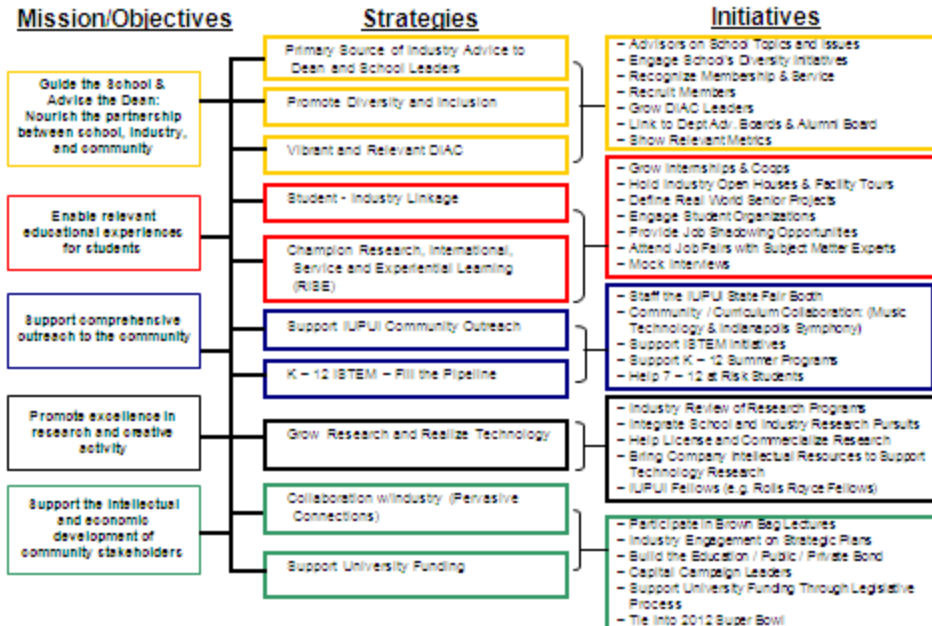 Mission/Objectives
Strategies
Initiatives
Guide the School &
Advise the Dean:
Nourish the partnership
between school, industry,
and community
Enable relevant
educational experiences
for students
Support comprehensive
outreach to the community
Promote excellence in
research and creative
activity
Support the intellectual
and economic
development of
community stakeholders
Primary Source of Industry Advice to
Dean and School Leaders
Promote Diversity and Inclusion
Vibrant and Relevant DIAC
Student - Industry Linkage
Champion Research, International,
Service and Experiential Learning
(RISE)
Support IUPUI Community Outreach
K – 12 ISTEM – Fill the Pipeline
Grow Research and Realize Technology
Collaboration w/Industry (Pervasive
Connections)
Support University Funding
– Advisors on School Topics and Issues
– Engage School's Diversity Initiatives
– Recognize Membership & Service
– Recruit Members
– Grow DIAC Leaders
– Link to Dept Adv. Boards & Alumni Board
– Show Relevant Metrics
– Grow Internships & Coops
– Hold Industry Open Houses & Facility Tours
– Define Real World Senior Projects
– Engage Student Organizations
– Provide Job Shadowing Opportunities
– Attend Job Fairs with Subject Matter Experts
– Mock Interviews
– Staff the IUPUI State Fair Booth
– Community / Curriculum Collaboration: (Music
Technology & Indianapolis Symphony)
– Support ISTEM Initiatives
– Support K – 12 Summer Programs
– Help 7 – 12 at Risk Students
– Industry Review of Research Programs
– Integrate School and Industry Research Pursuits
– Help License and Commercialize Research
– Bring Company Intellectual Resources to Support
Technology Research
– IUPUI Fellows (e.g. Rolls Royce Fellows)
– Participate in Brown Bag Lectures
– Industry Engagement on Strategic Plans
– Build the Education / Public / Private Bond
– Capital Campaign Leaders
– Support University Funding Through Legislative
Process
– Tie into 2012 Super Bowl